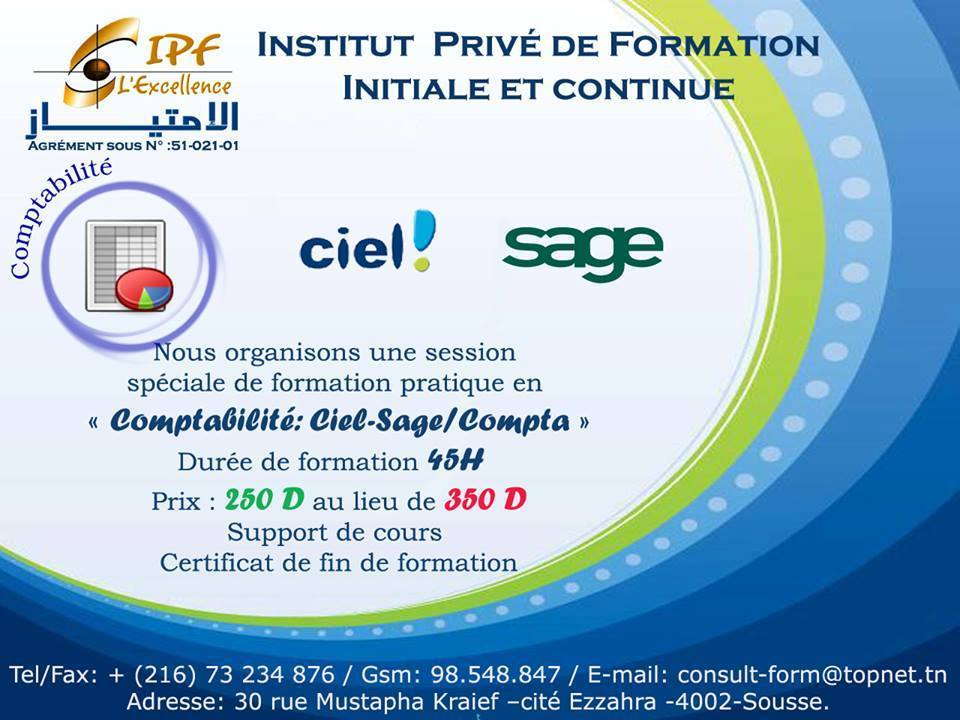 IPF
L'Excellence
الامتياز
Agrément sous N° :51-021-01
Institut Privé de Formation
Initiale et continue
Comptabilité
ciel!
sage
Nous organisons une session
spéciale de formation pratique en
« Comptabilité: Ciel-Sage/Compta »
Durée de formation 45H
Prix : 250 D au lieu de 350 D
Support de cours
Certificat de fin de formation
Tel/Fax: + (216) 73 234 876 / Gsm: 98.548.847 / E-mail: consult-form@topnet.tn
Adresse: 30 rue Mustapha Kraief –cité Ezzahra -4002-Sousse.